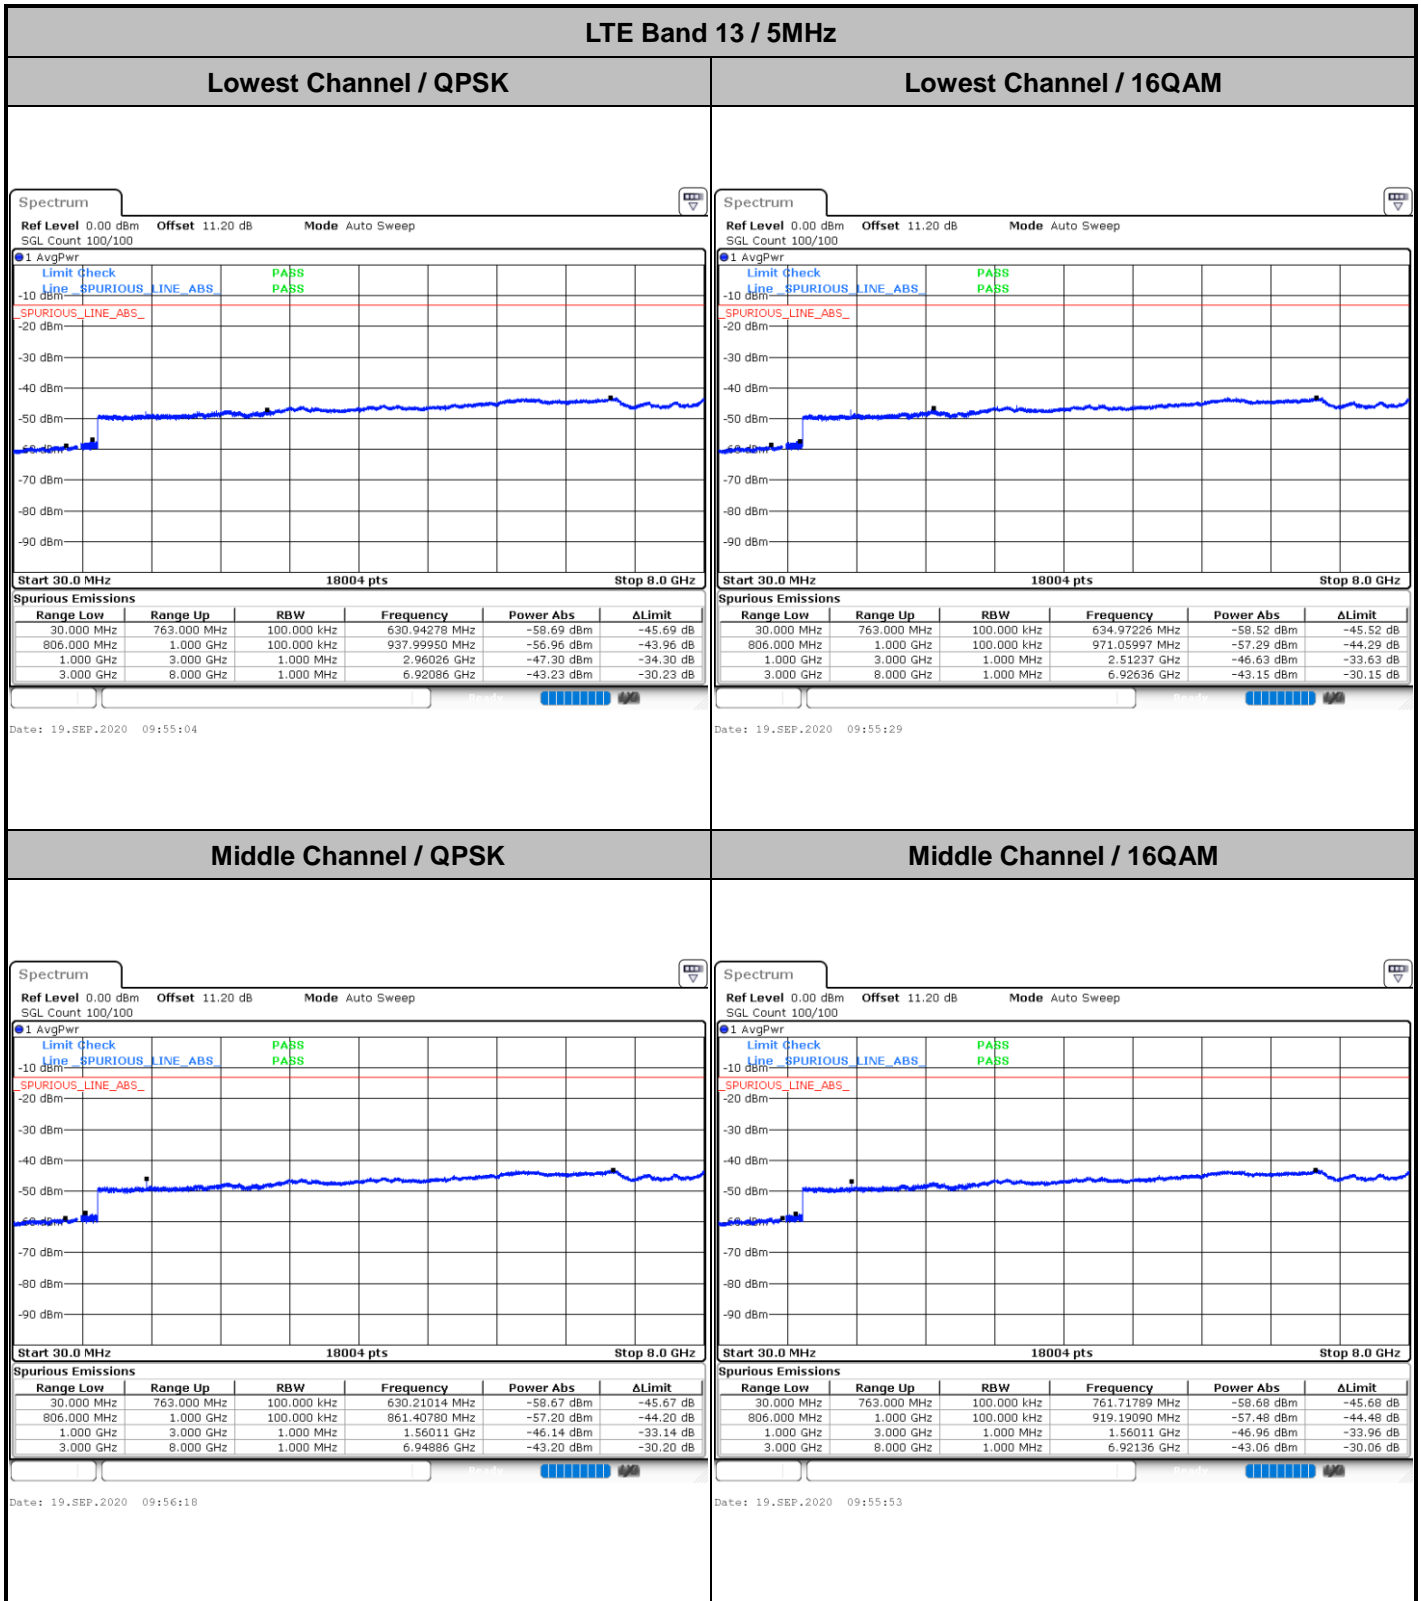 LTE Band 13 / 5MHz
Lowest Channel / QPSK
Lowest Channel / 16QAM
Spectrum
Ref Level 0.00 dBm Offset 11.20 dB Mode Auto Sweep
SGL Count 100/100
1 AvgPwr
Limit Check PASS
Line _SPURIOUS_LINE_ABS_ PASS
-10 dBm
_SPURIOUS_LINE_ABS_
-20 dBm
-30 dBm
-40 dBm
-50 dBm
-60 dBm
-70 dBm
-80 dBm
-90 dBm
Start 30.0 MHz 18004 pts Stop 8.0 GHz
Spurious Emissions
Range Low Range Up RBW Frequency Power Abs ΔLimit
30.000 MHz 763.000 MHz 100.000 kHz 630.94278 MHz -58.69 dBm -45.69 dB
806.000 MHz 1.000 GHz 100.000 kHz 937.99950 MHz -56.96 dBm -43.96 dB
1.000 GHz 3.000 GHz 1.000 MHz 2.96026 GHz -47.30 dBm -34.30 dB
3.000 GHz 8.000 GHz 1.000 MHz 6.92086 GHz -43.23 dBm -30.23 dB
Ready
Date: 19.SEP.2020 09:55:04
Spectrum
Ref Level 0.00 dBm Offset 11.20 dB Mode Auto Sweep
SGL Count 100/100
1 AvgPwr
Limit Check PASS
Line _SPURIOUS_LINE_ABS_ PASS
-10 dBm
_SPURIOUS_LINE_ABS_
-20 dBm
-30 dBm
-40 dBm
-50 dBm
-60 dBm
-70 dBm
-80 dBm
-90 dBm
Start 30.0 MHz 18004 pts Stop 8.0 GHz
Spurious Emissions
Range Low Range Up RBW Frequency Power Abs ΔLimit
30.000 MHz 763.000 MHz 100.000 kHz 634.97226 MHz -58.52 dBm -45.52 dB
806.000 MHz 1.000 GHz 100.000 kHz 971.05997 MHz -57.29 dBm -44.29 dB
1.000 GHz 3.000 GHz 1.000 MHz 2.51237 GHz -46.63 dBm -33.63 dB
3.000 GHz 8.000 GHz 1.000 MHz 6.92636 GHz -43.15 dBm -30.15 dB
Ready
Date: 19.SEP.2020 09:55:29
Middle Channel / QPSK
Middle Channel / 16QAM
Spectrum
Ref Level 0.00 dBm Offset 11.20 dB Mode Auto Sweep
SGL Count 100/100
1 AvgPwr
Limit Check PASS
Line _SPURIOUS_LINE_ABS_ PASS
-10 dBm
_SPURIOUS_LINE_ABS_
-20 dBm
-30 dBm
-40 dBm
-50 dBm
-60 dBm
-70 dBm
-80 dBm
-90 dBm
Start 30.0 MHz 18004 pts Stop 8.0 GHz
Spurious Emissions
Range Low Range Up RBW Frequency Power Abs ΔLimit
30.000 MHz 763.000 MHz 100.000 kHz 630.21014 MHz -58.67 dBm -45.67 dB
806.000 MHz 1.000 GHz 100.000 kHz 861.40780 MHz -57.20 dBm -44.20 dB
1.000 GHz 3.000 GHz 1.000 MHz 1.56011 GHz -46.14 dBm -33.14 dB
3.000 GHz 8.000 GHz 1.000 MHz 6.94886 GHz -43.20 dBm -30.20 dB
Ready
Date: 19.SEP.2020 09:56:18
Spectrum
Ref Level 0.00 dBm Offset 11.20 dB Mode Auto Sweep
SGL Count 100/100
1 AvgPwr
Limit Check PASS
Line _SPURIOUS_LINE_ABS_ PASS
-10 dBm
_SPURIOUS_LINE_ABS_
-20 dBm
-30 dBm
-40 dBm
-50 dBm
-60 dBm
-70 dBm
-80 dBm
-90 dBm
Start 30.0 MHz 18004 pts Stop 8.0 GHz
Spurious Emissions
Range Low Range Up RBW Frequency Power Abs ΔLimit
30.000 MHz 763.000 MHz 100.000 kHz 761.71789 MHz -58.68 dBm -45.68 dB
806.000 MHz 1.000 GHz 100.000 kHz 919.19090 MHz -57.48 dBm -44.48 dB
1.000 GHz 3.000 GHz 1.000 MHz 1.56011 GHz -46.96 dBm -33.96 dB
3.000 GHz 8.000 GHz 1.000 MHz 6.92136 GHz -43.06 dBm -30.06 dB
Ready
Date: 19.SEP.2020 09:55:53